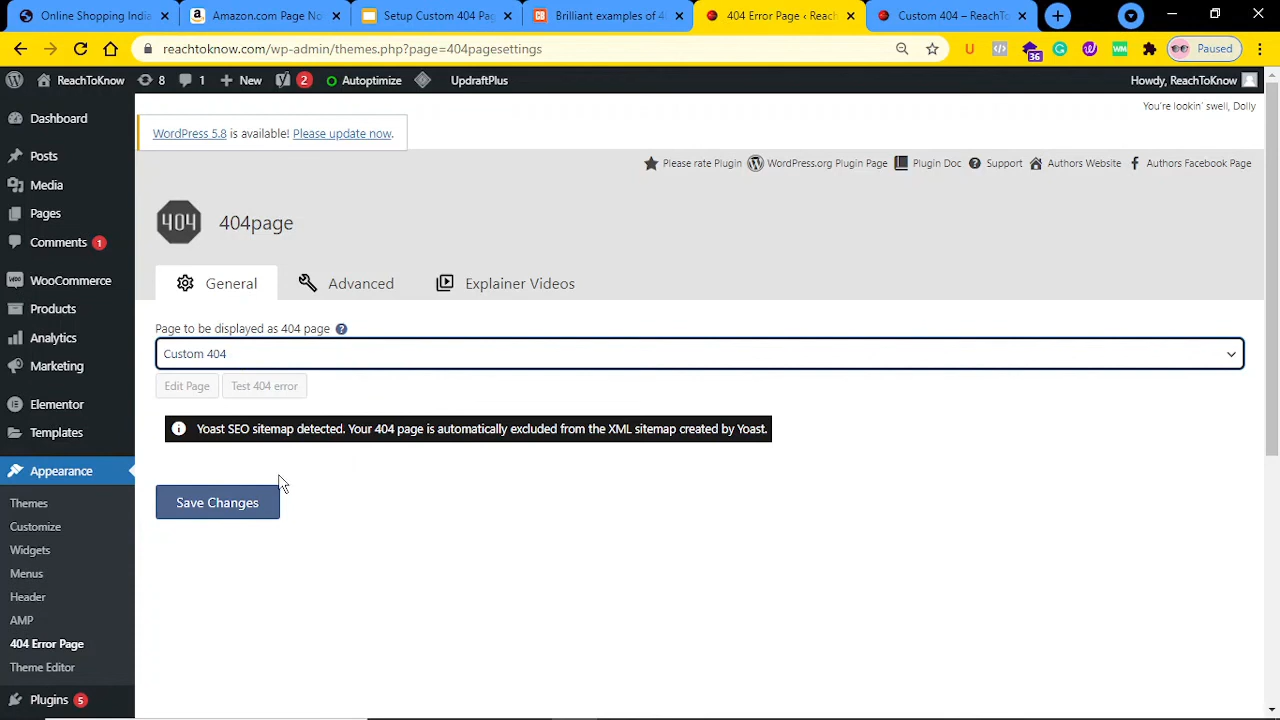 Online Shopping India
Amazon.com Page No
Setup Custom 404 Pag
Brilliant examples of 4
404 Error Page ‹ Reach
Custom 404 – ReachTo
reachtoknow.com/wp-admin/themes.php?page=404pagesettings
U
36
WM
Paused
ReachToKnow
8
1
New
2
Autoptimize
UpdraftPlus
Howdy, ReachToKnow
You're lookin' swell, Dolly
WordPress 5.8 is available! Please update now.
Please rate Plugin
WordPress.org Plugin Page
Plugin Doc
Support
Authors Website
Authors Facebook Page
404
404page
General
Advanced
Explainer Videos
Page to be displayed as 404 page
Custom 404
Edit Page
Test 404 error
Yoast SEO sitemap detected. Your 404 page is automatically excluded from the XML sitemap created by Yoast.
Save Changes
Dashboard
Posts
Media
Pages
Comments 1
WooCommerce
Products
Analytics
Marketing
Elementor
Templates
Appearance
Themes
Customize
Widgets
Menus
Header
AMP
404 Error Page
Theme Editor
Plugins 5